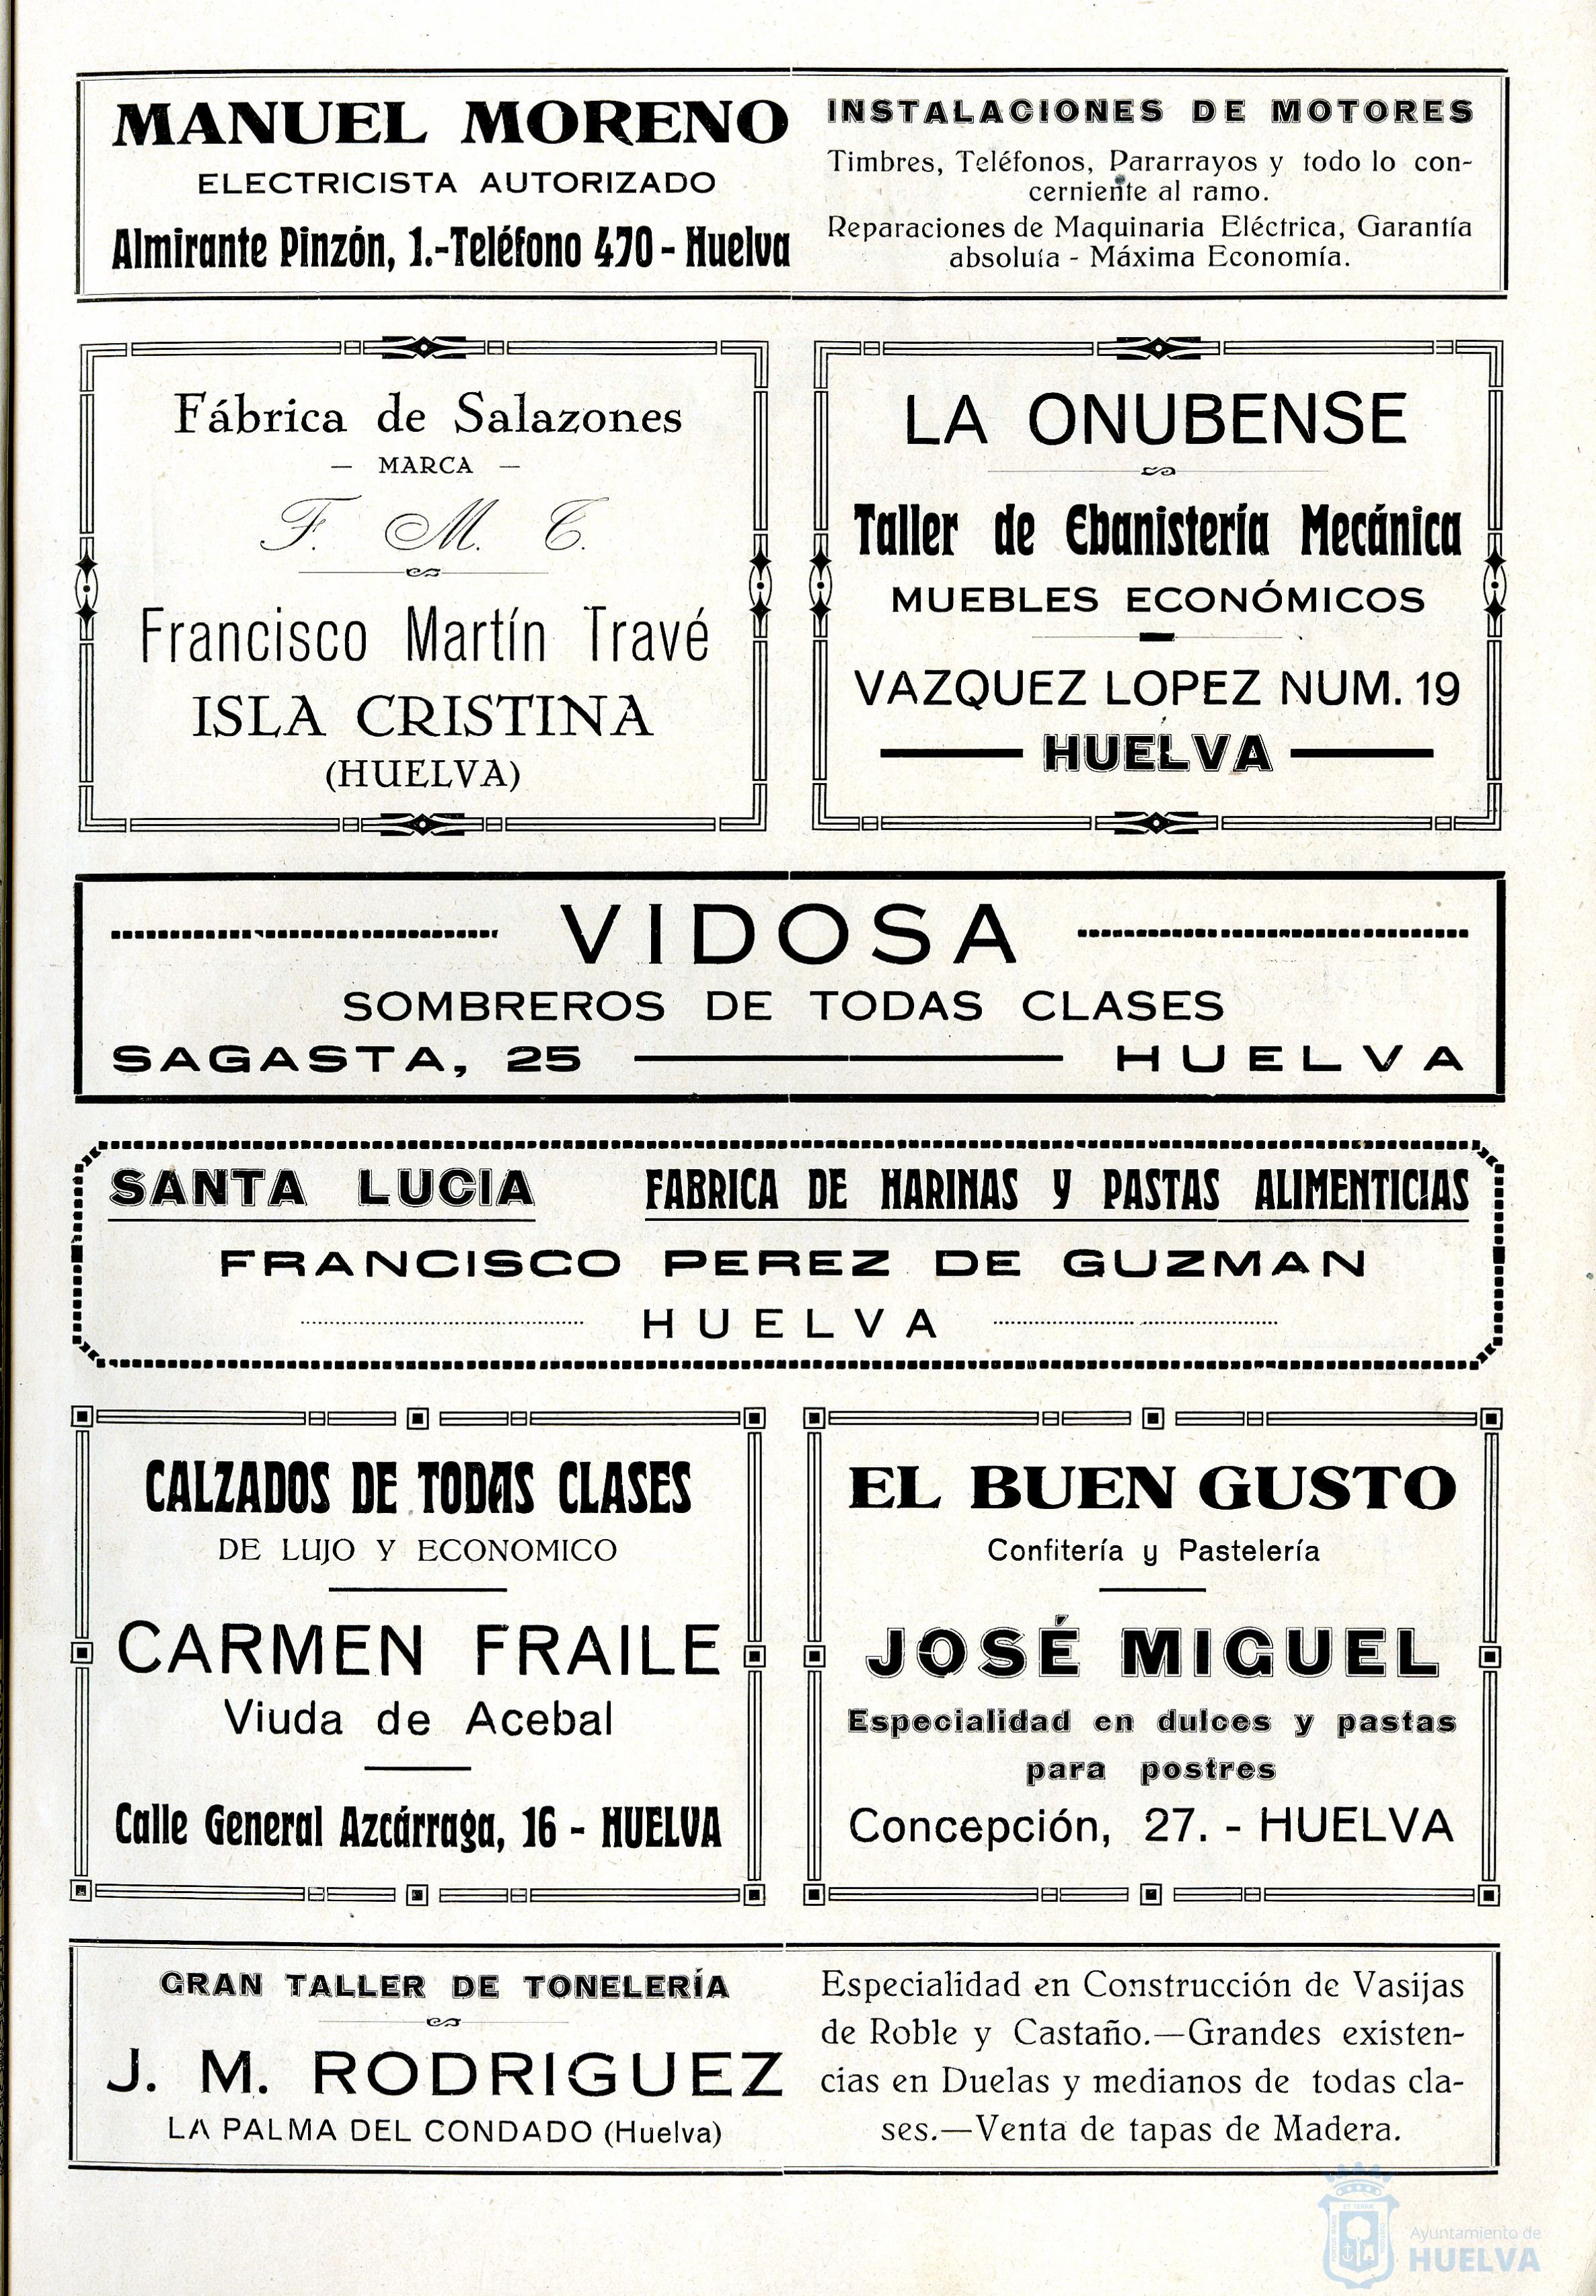 MANUEL MORENO
ELECTRICISTA AUTORIZADO
Almirante Pinzón, 1.-Teléfono 470 - Huelva
INSTALACIONES DE MOTORES
Timbres, Teléfonos, Pararrayos y todo lo con-
cerniente al ramo.
Reparaciones de Maquinaria Eléctrica, Garantía
absoluta - Máxima Economía.
Fábrica de Salazones
— MARCA —
F. M. T.
Francisco Martín Travé
ISLA CRISTINA
(HUELVA)
LA ONUBENSE
Taller de Ebanistería Mecánica
MUEBLES ECONÓMICOS
VAZQUEZ LOPEZ NUM. 19
HUELVA
VIDOSA
SOMBREROS DE TODAS CLASES
SAGASTA, 25 HUELVA
SANTA LUCIA FABRICA DE HARINAS Y PASTAS ALIMENTICIAS
FRANCISCO PEREZ DE GUZMAN
HUELVA
CALZADOS DE TODAS CLASES
DE LUJO Y ECONOMICO
CARMEN FRAILE
Viuda de Acebal
Calle General Azcárraga, 16 - HUELVA
EL BUEN GUSTO
Confitería y Pastelería
JOSÉ MIGUEL
Especialidad en dulces y pastas
para postres
Concepción, 27. - HUELVA
GRAN TALLER DE TONELERÍA
J. M. RODRIGUEZ
LA PALMA DEL CONDADO (Huelva)
Especialidad en Construcción de Vasijas
de Roble y Castaño.—Grandes existen-
cias en Duelas y medianos de todas cla-
ses.—Venta de tapas de Madera.
Ayuntamiento de
HUELVA